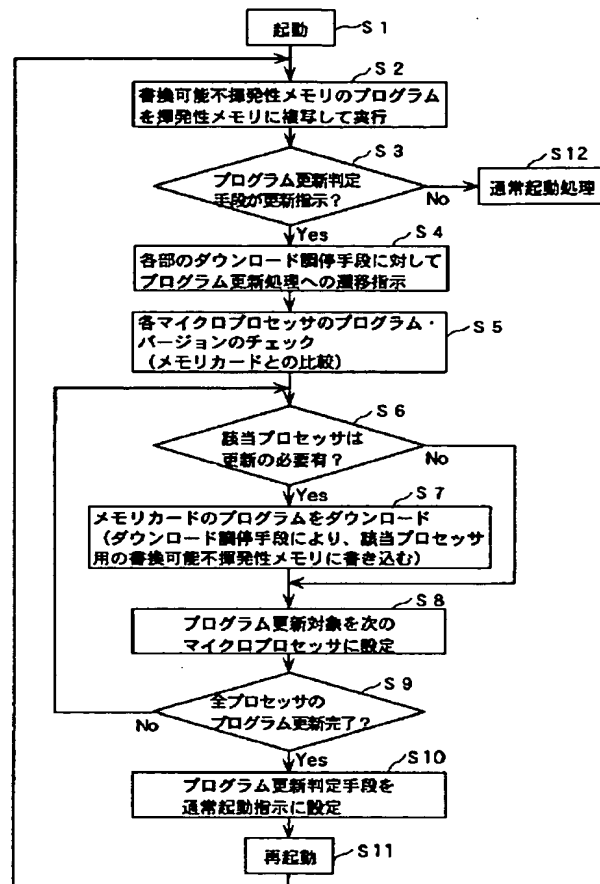 起動
S1
S2
書換可能不揮発性メモリのプログラム
を揮発性メモリに複写して実行
S3
プログラム更新判定
手段が更新指示?
No
S12
通常起動処理
Yes
S4
各部のダウンロード調停手段に対して
プログラム更新処理への遷移指示
各マイクロプロセッサのプログラム・
バージョンのチェック
(メモリカードとの比較)
S5
S6
該当プロセッサは
更新の必要有?
No
Yes
S7
メモリカードのプログラムをダウンロード
(ダウンロード調停手段により、該当プロセッサ
用の書換可能不揮発性メモリに書き込む)
S8
プログラム更新対象を次の
マイクロプロセッサに設定
S9
全プロセッサの
プログラム更新完了?
No
Yes
S10
プログラム更新判定手段を
通常起動指示に設定
再起動
S11